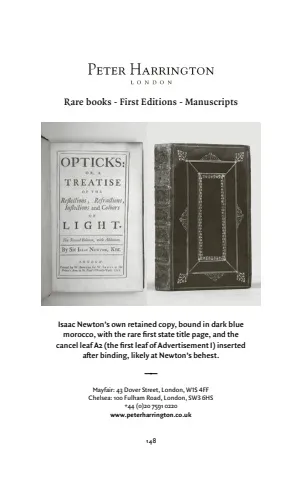 Peter Harrington
LONDON
Rare books - First Editions - Manuscripts
OPTICKS:
OR, A
TREATISE
OF THE
Reflections, Refractions,
Inflections and Colours
OF
LIGHT.
The Second Edition, with Additions.
By Sir Isaac Newton, Knt.
LONDON:
Isaac Newton's own retained copy, bound in dark blue
morocco, with the rare first state title page, and the
cancel leaf A2 (the first leaf of Advertisement I) inserted
after binding, likely at Newton's behest.
Mayfair: 43 Dover Street, London, W1S 4FF
Chelsea: 100 Fulham Road, London, SW3 6HS
+44 (0)20 7591 0220
www.peterharrington.co.uk
148